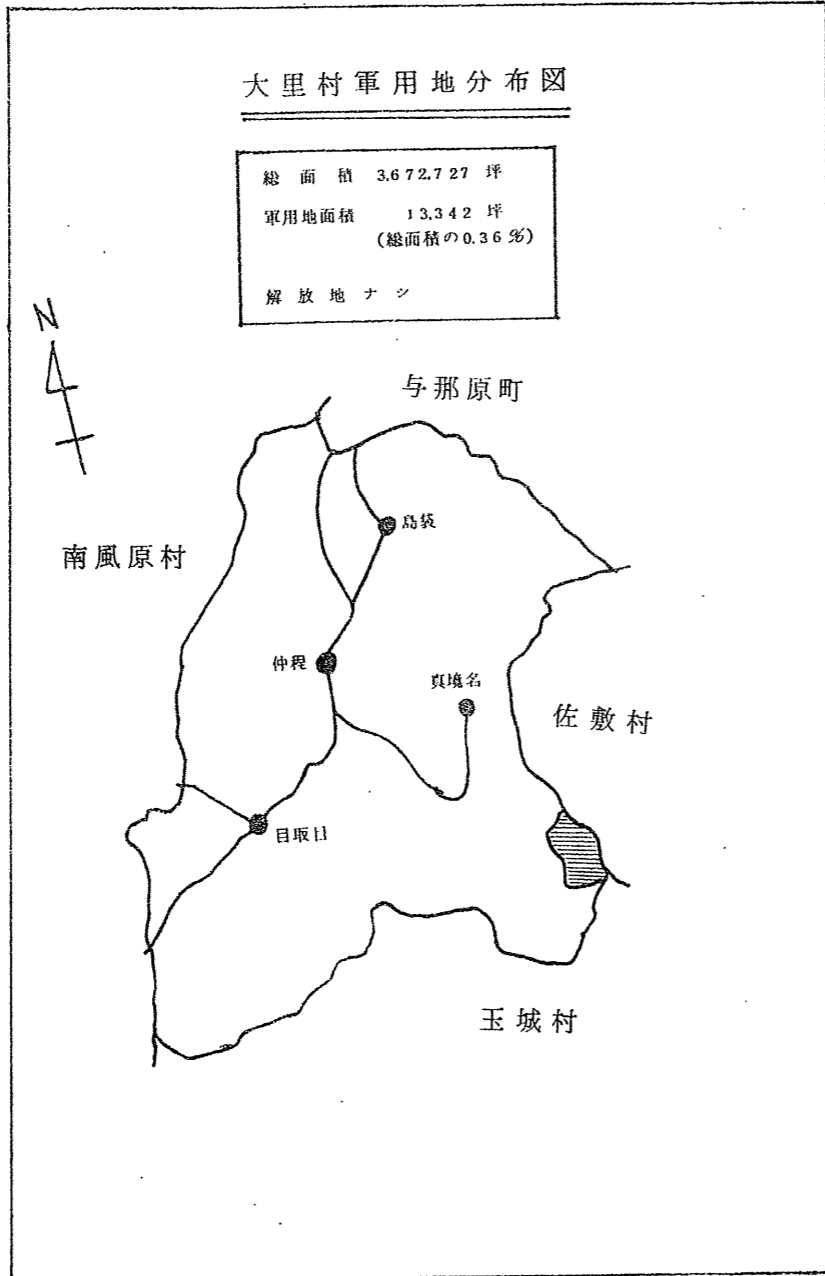 大里村軍用地分布図
総面積 3,672,727 坪
軍用地面積 13,342 坪
(総面積の0.36%)
解放地ナシ
N
与那原町
島袋
南風原村
仲程
真境名
佐敷村
目取日
玉城村